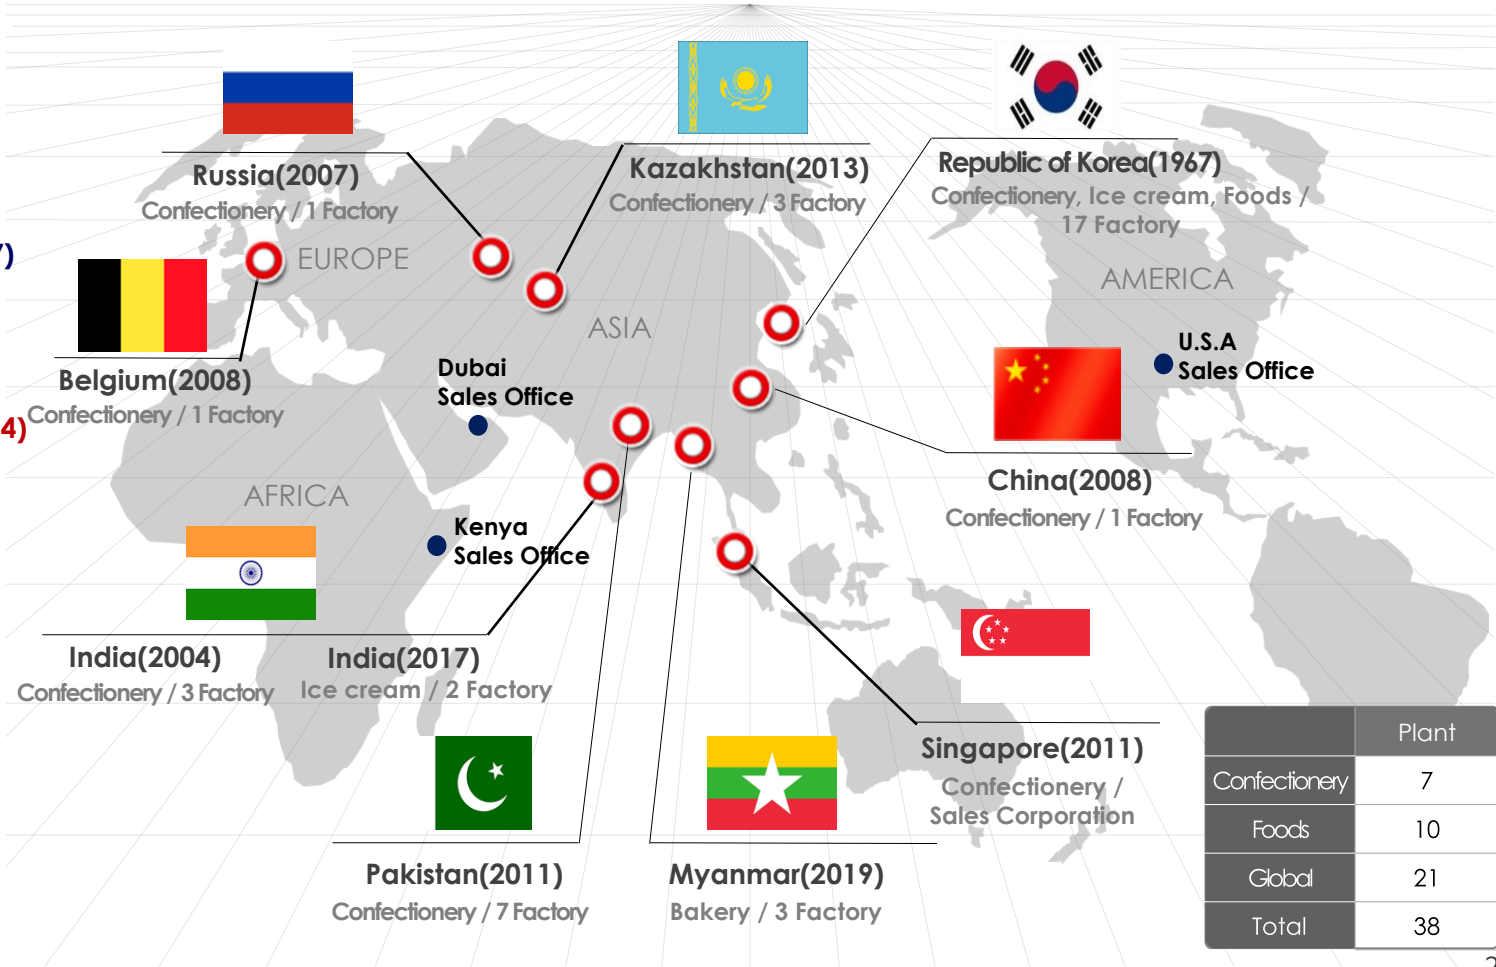 Russia(2007)
Confectionery / 1 Factory
Kazakhstan(2013)
Confectionery / 3 Factory
Republic of Korea(1967)
Confectionery, Ice cream, Foods /
17 Factory
7)
EUROPE
ASIA
AMERICA
Belgium(2008)
Confectionery / 1 Factory
4)
Dubai
Sales Office
U.S.A
Sales Office
China(2008)
Confectionery / 1 Factory
AFRICA
Kenya
Sales Office
India(2004)
Confectionery / 3 Factory
India(2017)
Ice cream / 2 Factory
Singapore(2011)
Confectionery /
Sales Corporation
Pakistan(2011)
Confectionery / 7 Factory
Myanmar(2019)
Bakery / 3 Factory
Plant
Confectionery 7
Foods 10
Global 21
Total 38